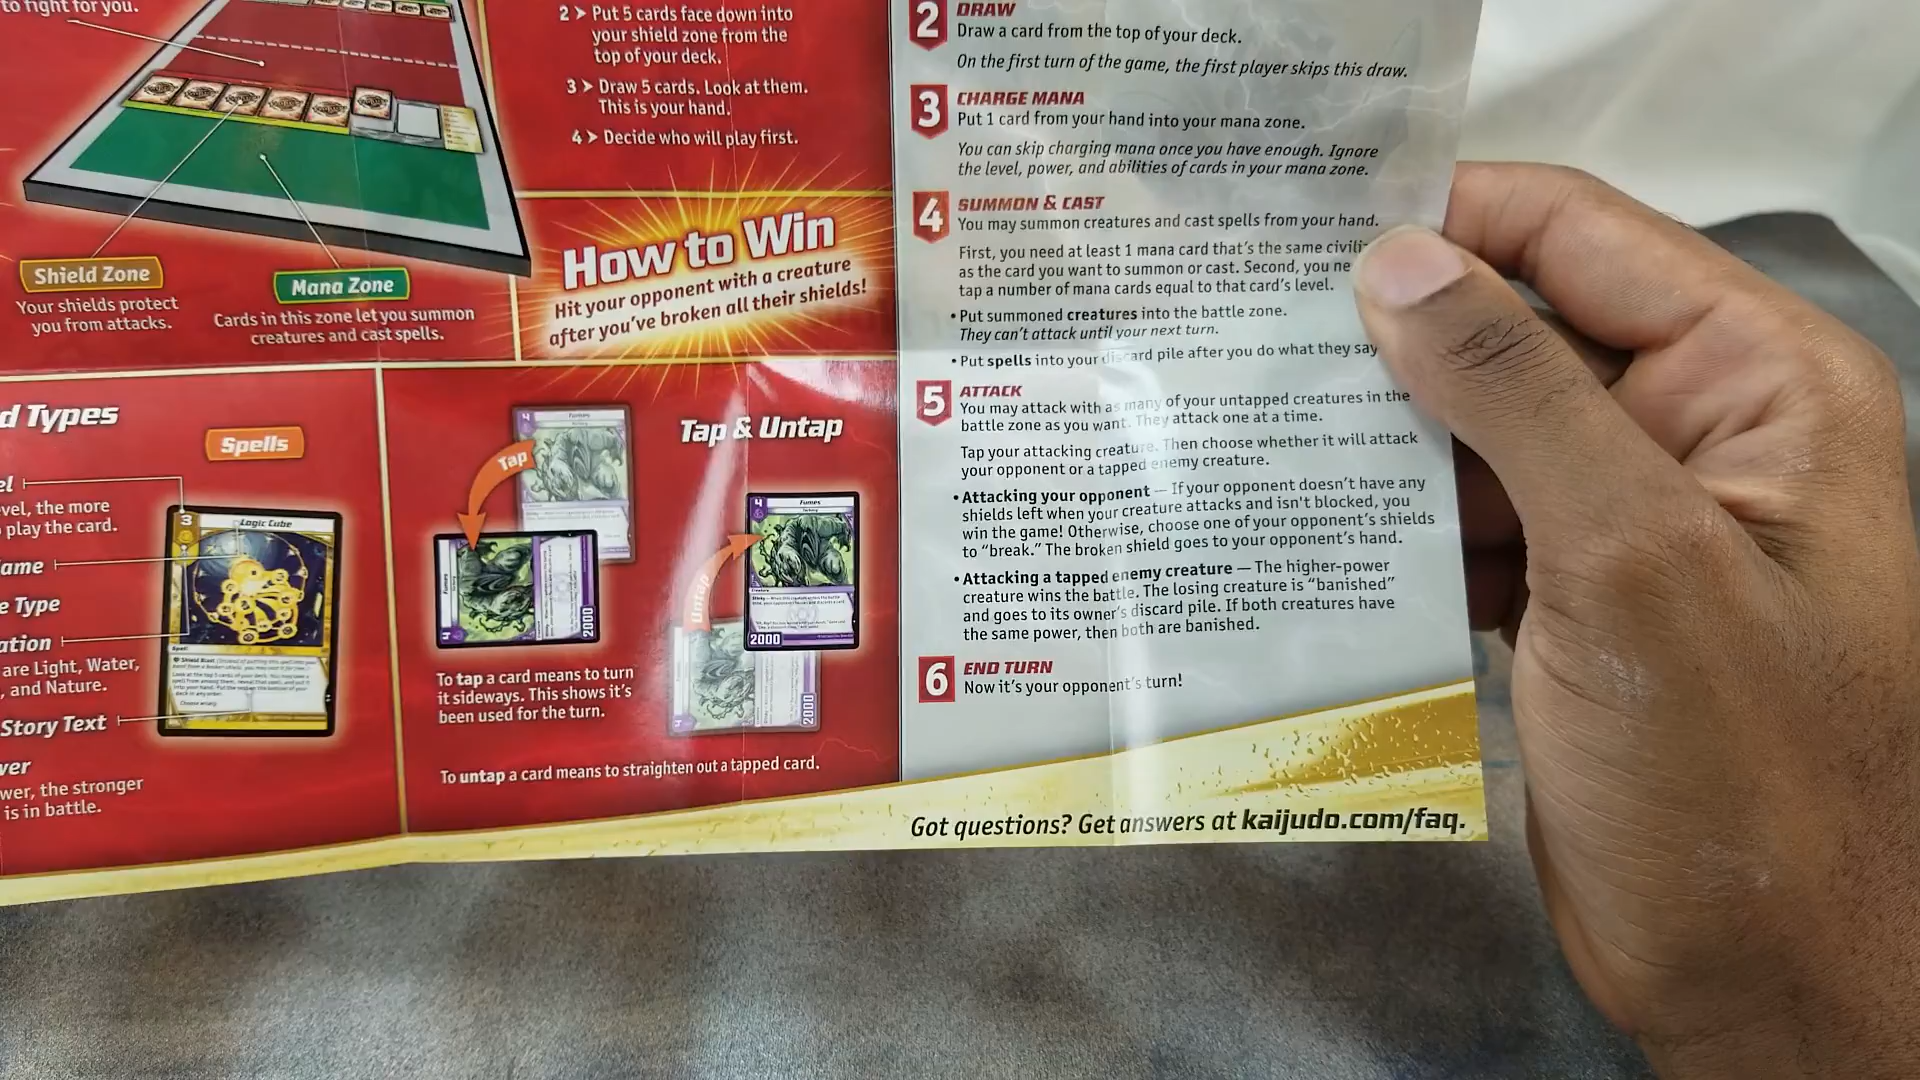 to fight for you.
Shield Zone
Your shields protect
you from attacks.
Mana Zone
Cards in this zone let you summon
creatures and cast spells.
2 > Put 5 cards face down into
your shield zone from the
top of your deck.
3 > Draw 5 cards. Look at them.
This is your hand.
4 > Decide who will play first.
How to Win
Hit your opponent with a creature
after you've broken all their shields!
d Types
Spells
el
vel, the more
play the card.
ame
e Type
ation
are Light, Water,
, and Nature.
Story Text
ver
wer, the stronger
is in battle.
3
Logic Cube
Spell
Tap & Untap
Tap
4
Fumes
4
Fumes
2000
To tap a card means to turn
it sideways. This shows it's
been used for the turn.
Untap
4
Fumes
2000
4
2000
To untap a card means to straighten out a tapped card.
2 DRAW
Draw a card from the top of your deck.
On the first turn of the game, the first player skips this draw.
3 CHARGE MANA
Put 1 card from your hand into your mana zone.
You can skip charging mana once you have enough. Ignore
the level, power, and abilities of cards in your mana zone.
4 SUMMON & CAST
You may summon creatures and cast spells from your hand.
First, you need at least 1 mana card that's the same civili
as the card you want to summon or cast. Second, you ne
tap a number of mana cards equal to that card's level.
• Put summoned creatures into the battle zone.
They can't attack until your next turn.
• Put spells into your discard pile after you do what they say
5 ATTACK
You may attack with as many of your untapped creatures in the
battle zone as you want. They attack one at a time.
Tap your attacking creature. Then choose whether it will attack
your opponent or a tapped enemy creature.
• Attacking your opponent — If your opponent doesn't have any
shields left when your creature attacks and isn't blocked, you
win the game! Otherwise, choose one of your opponent's shields
to “break.” The broken shield goes to your opponent's hand.
• Attacking a tapped enemy creature — The higher-power
creature wins the battle. The losing creature is “banished”
and goes to its owner's discard pile. If both creatures have
the same power, then both are banished.
6 END TURN
Now it's your opponent's turn!
Got questions? Get answers at kaijudo.com/faq.